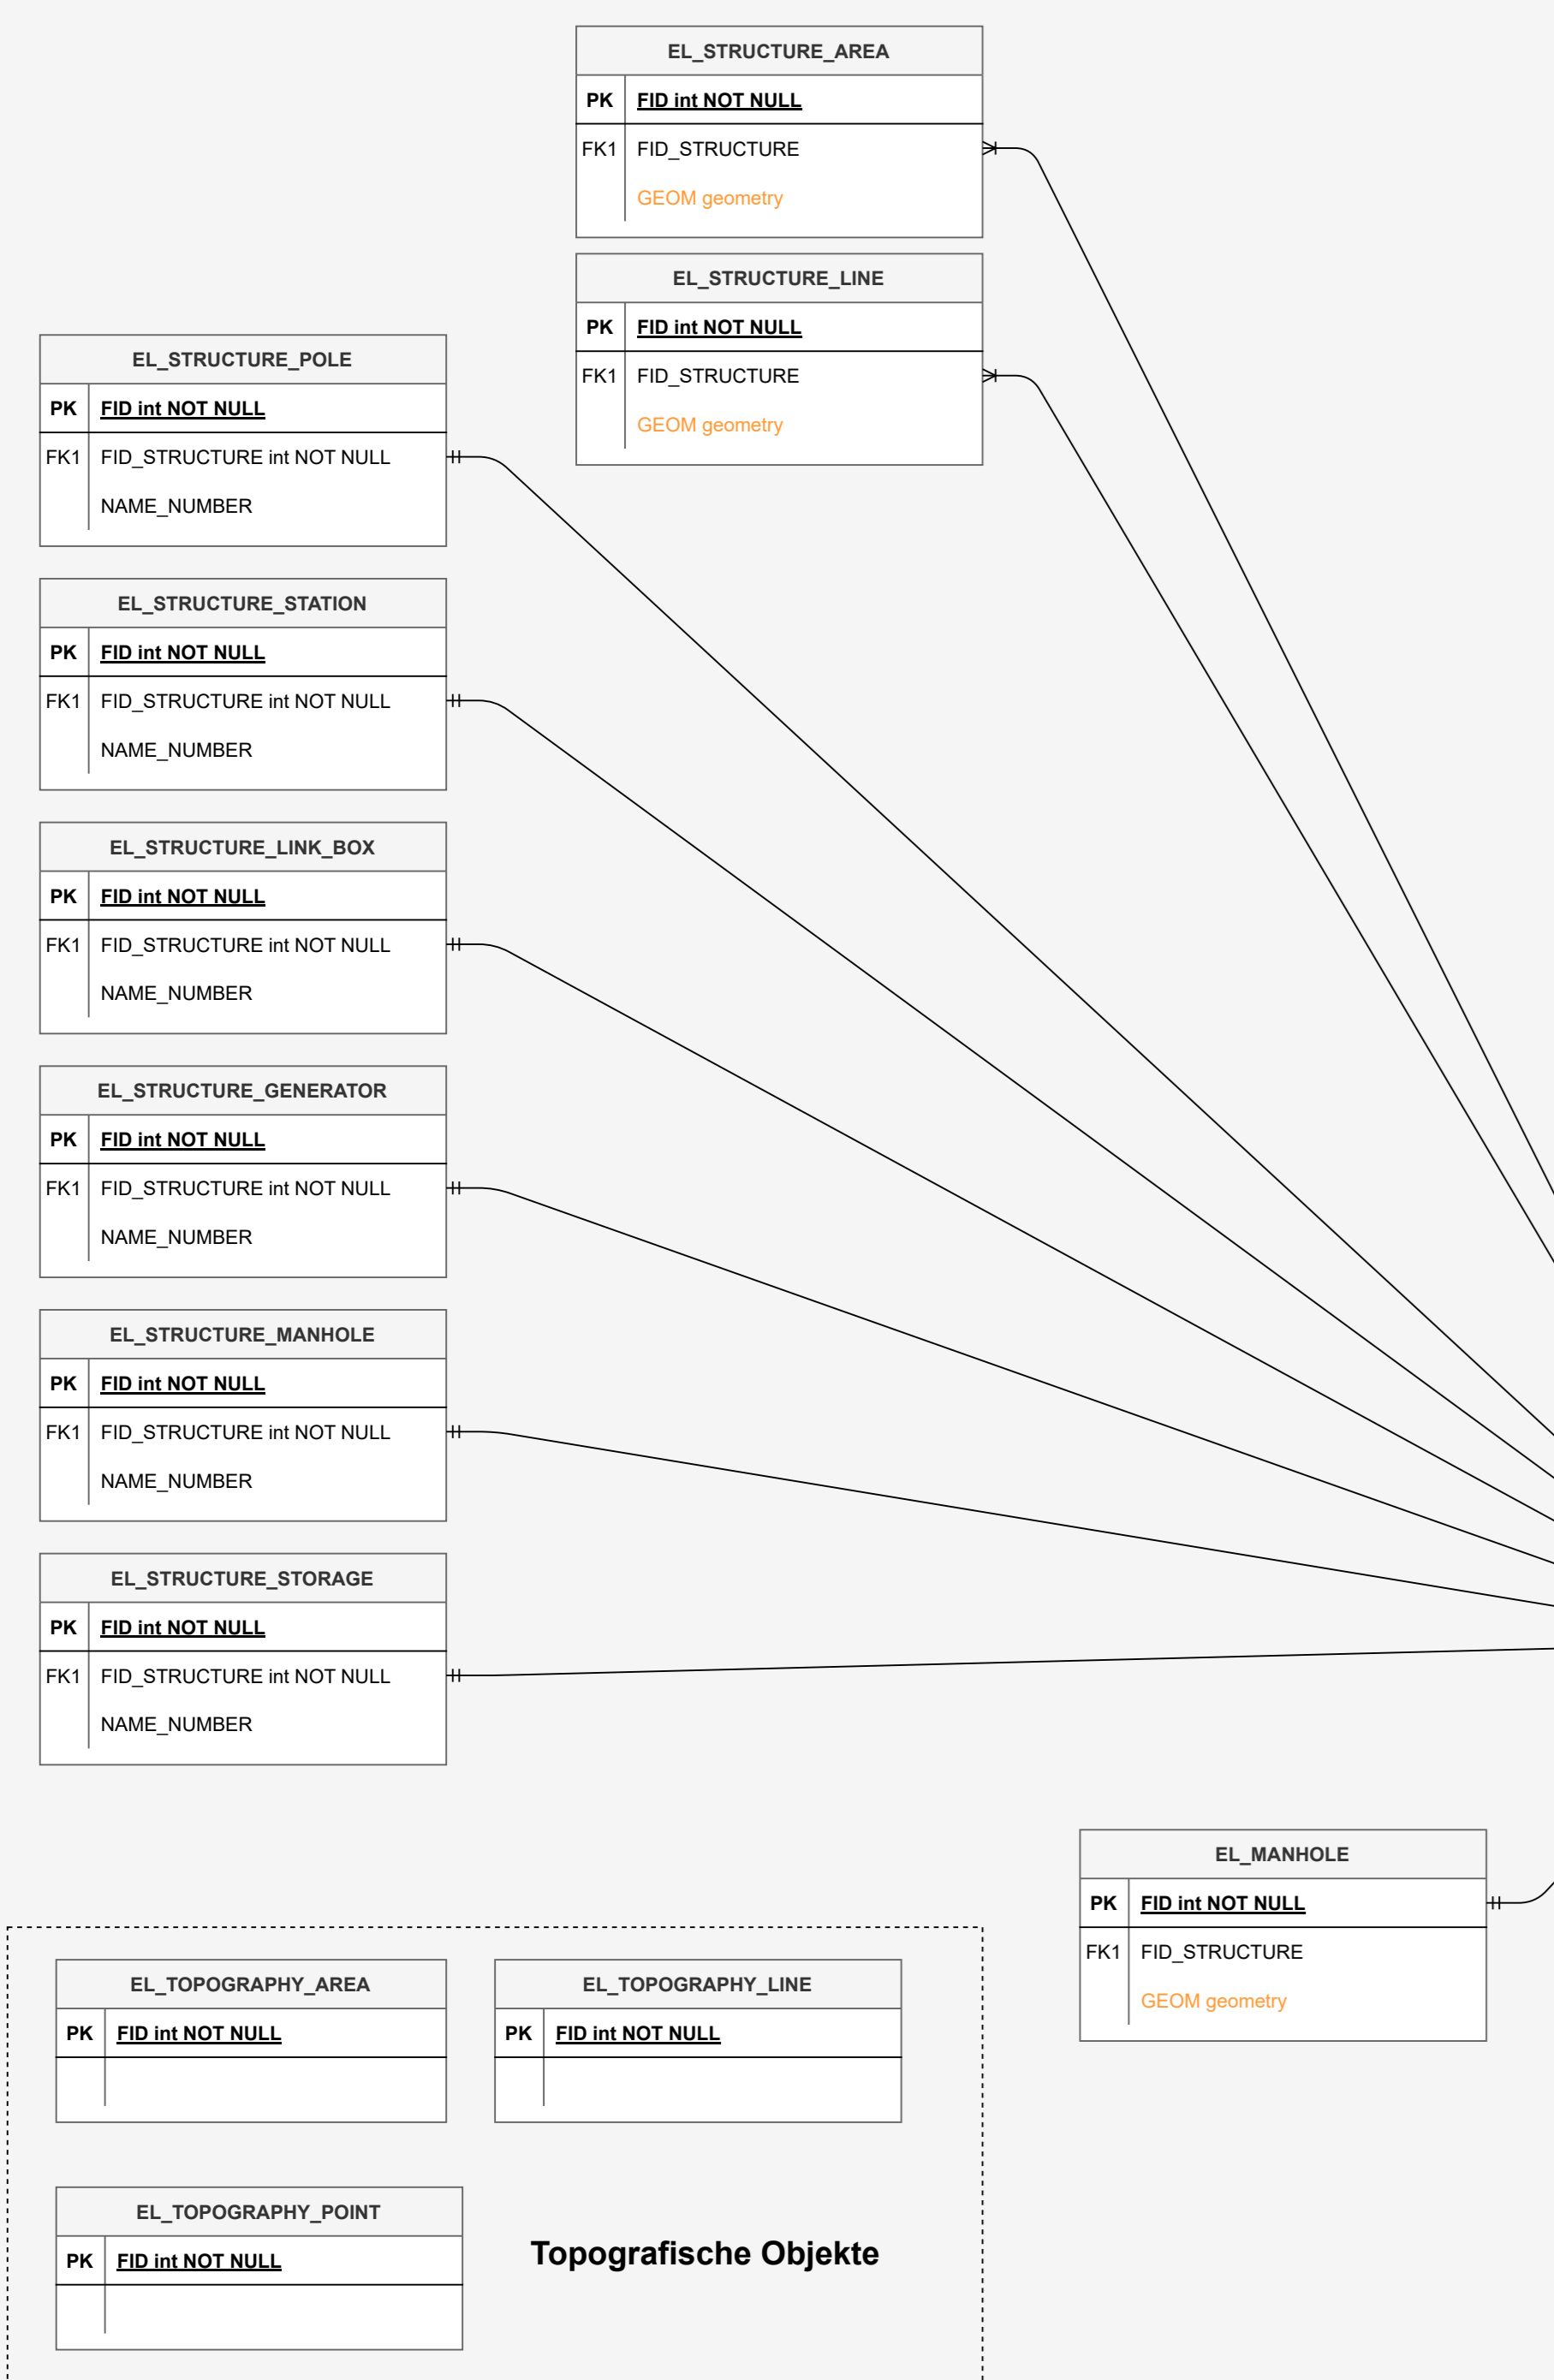 EL_STRUCTURE_AREA
PK FID int NOT NULL
FK1 FID_STRUCTURE
GEOM geometry
EL_STRUCTURE_LINE
PK FID int NOT NULL
FK1 FID_STRUCTURE
GEOM geometry
EL_STRUCTURE_POLE
PK FID int NOT NULL
FK1 FID_STRUCTURE int NOT NULL
NAME_NUMBER
EL_STRUCTURE_STATION
PK FID int NOT NULL
FK1 FID_STRUCTURE int NOT NULL
NAME_NUMBER
EL_STRUCTURE_LINK_BOX
PK FID int NOT NULL
FK1 FID_STRUCTURE int NOT NULL
NAME_NUMBER
EL_STRUCTURE_GENERATOR
PK FID int NOT NULL
FK1 FID_STRUCTURE int NOT NULL
NAME_NUMBER
EL_STRUCTURE_MANHOLE
PK FID int NOT NULL
FK1 FID_STRUCTURE int NOT NULL
NAME_NUMBER
EL_STRUCTURE_STORAGE
PK FID int NOT NULL
FK1 FID_STRUCTURE int NOT NULL
NAME_NUMBER
EL_MANHOLE
PK FID int NOT NULL
FK1 FID_STRUCTURE
GEOM geometry
EL_TOPOGRAPHY_AREA
PK FID int NOT NULL
EL_TOPOGRAPHY_LINE
PK FID int NOT NULL
EL_TOPOGRAPHY_POINT
PK FID int NOT NULL
Topografische Objekte